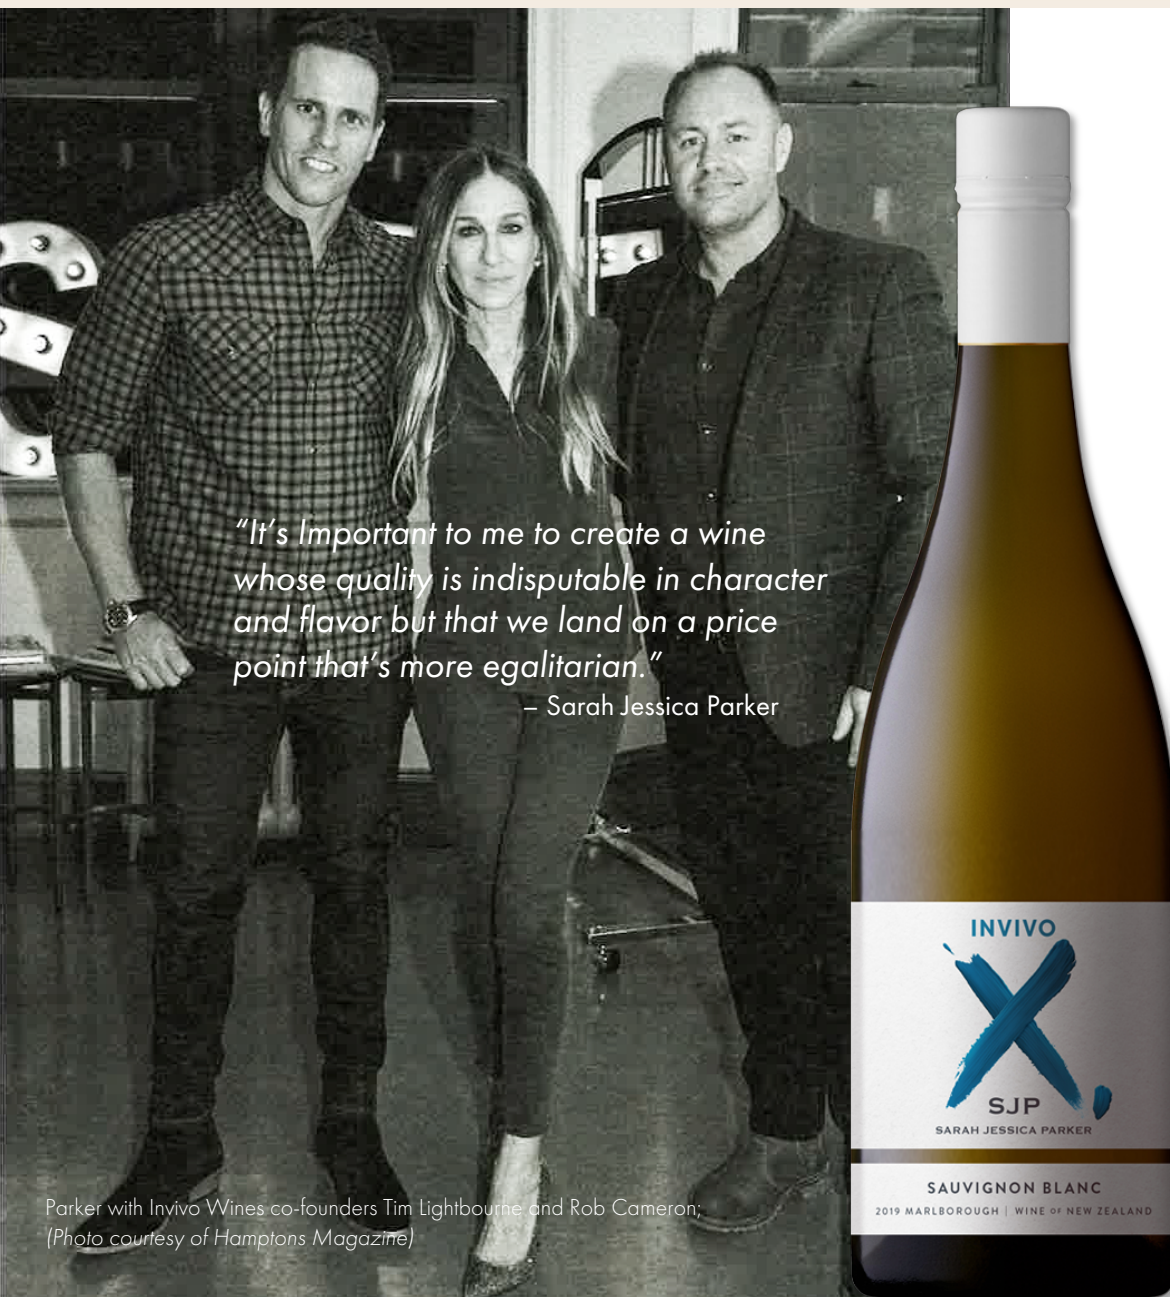 “It’s Important to me to create a wine
whose quality is indisputable in character
and flavor but that we land on a price
point that’s more egalitarian.”
– Sarah Jessica Parker
INVIVO
X,
SJP
SARAH JESSICA PARKER
SAUVIGNON BLANC
2019 MARLBOROUGH | WINE OF NEW ZEALAND
Parker with Invivo Wines co-founders Tim Lightbourne and Rob Cameron;
(Photo courtesy of Hamptons Magazine)